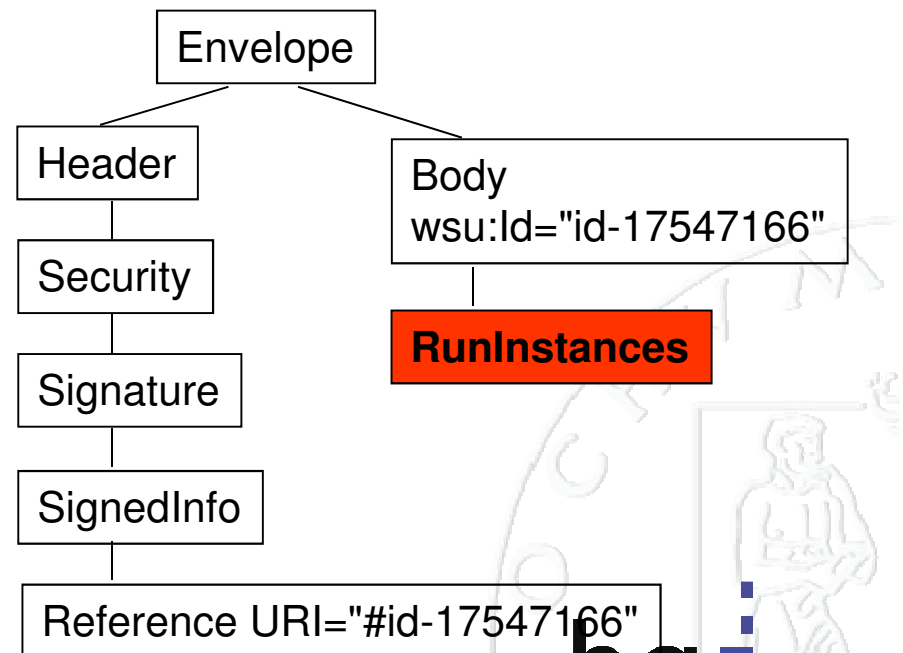 Envelope
Header
Body
wsu:Id="id-17547166"
Security
RunInstances
Signature
SignedInfo
Reference URI="#id-17547166"